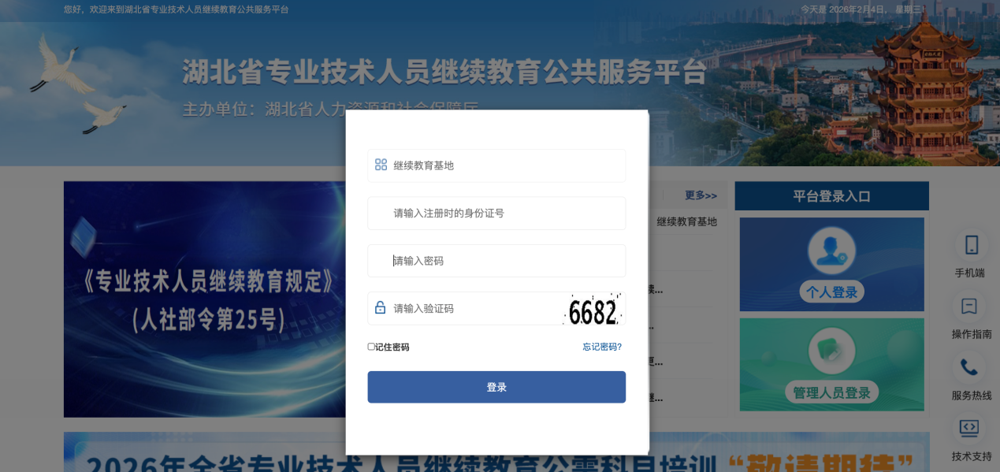 您好，欢迎来到湖北省专业技术人员继续教育公共服务平台
今天是 2026年2月4日， 星期三!
湖北省专业技术人员继续教育公共服务平台
主办单位：湖北省人力资源和社会保障厅
继续教育基地
请输入注册时的身份证号
请输入密码
请输入验证码
6682
记住密码
忘记密码?
登录
《专业技术人员继续教育规定》
(人社部令第25号)
更多>>
继续教育基地
...
...
...
...
平台登录入口
个人登录
管理人员登录
手机端
操作指南
服务热线
技术支持
2026年全省专业技术人员继续教育公需科目培训“敬请期待”